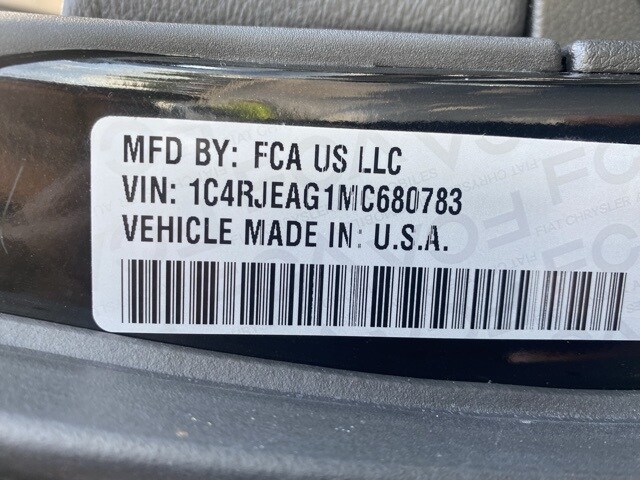 MFD BY: FCA US LLC
VIN: 1C4RJEAG1MC680783
VEHICLE MADE IN: U.S.A.